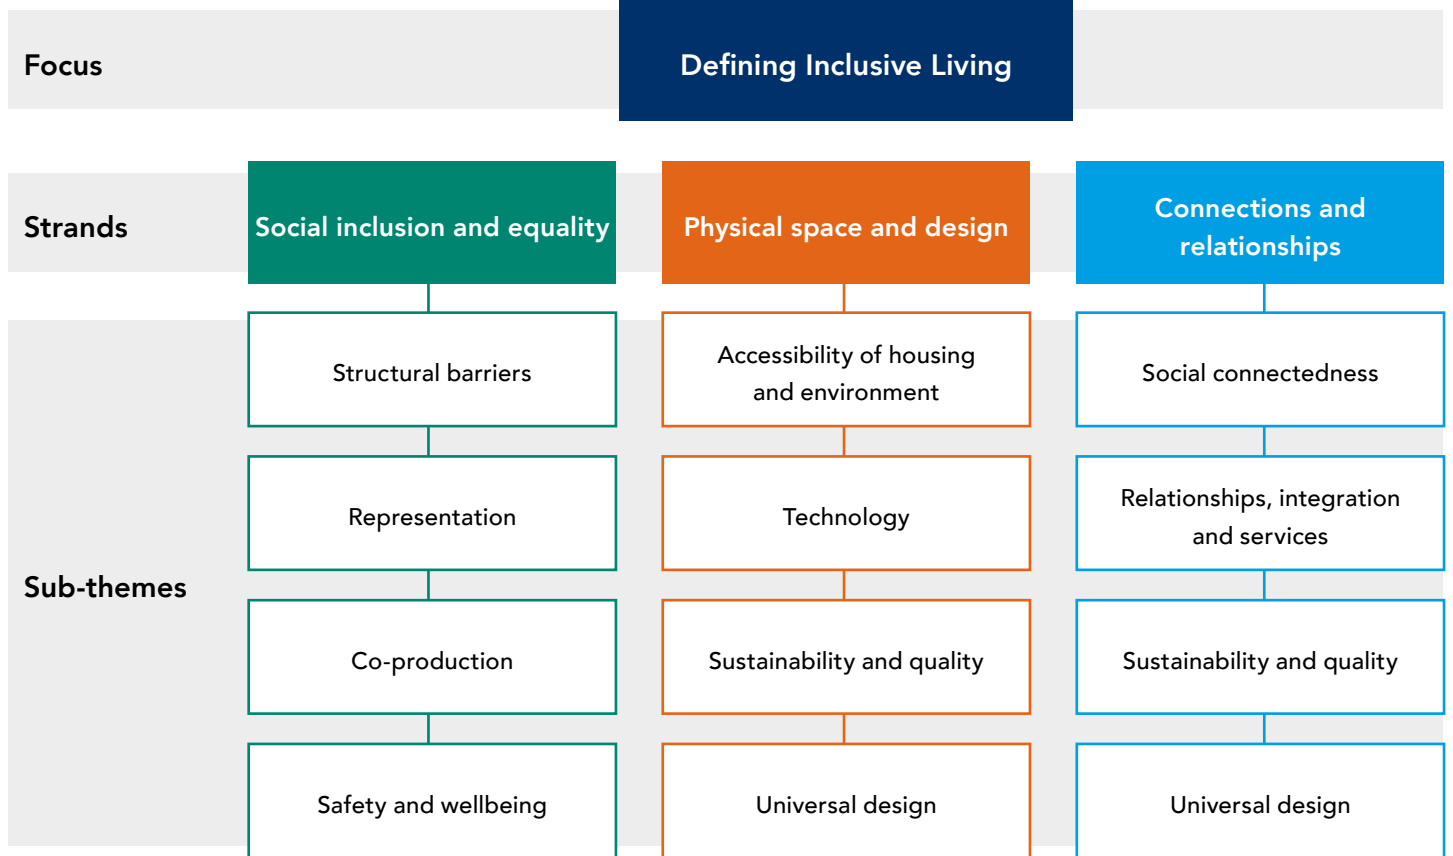 Focus
Defining Inclusive Living
Strands
Social inclusion and equality
Physical space and design
Connections and
relationships
Sub-themes
Structural barriers
Accessibility of housing
and environment
Social connectedness
Representation
Technology
Relationships, integration
and services
Co-production
Sustainability and quality
Sustainability and quality
Safety and wellbeing
Universal design
Universal design